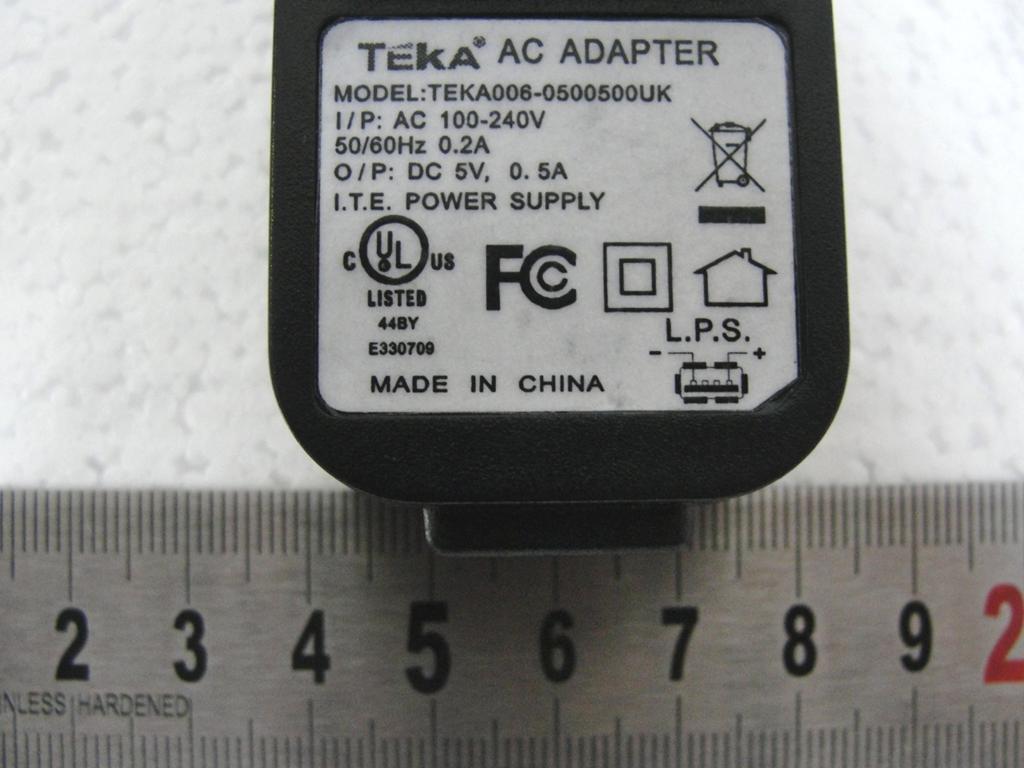 TEKA® AC ADAPTER
MODEL:TEKA006-0500500UK
I/P: AC 100-240V
50/60Hz 0.2A
O/P: DC 5V, 0.5A
I.T.E. POWER SUPPLY
C UL US FC
LISTED
44BY
E330709
L.P.S.
- +
MADE IN CHINA
2 3 4 5 6 7 8 9 2
NLESS HARDENED